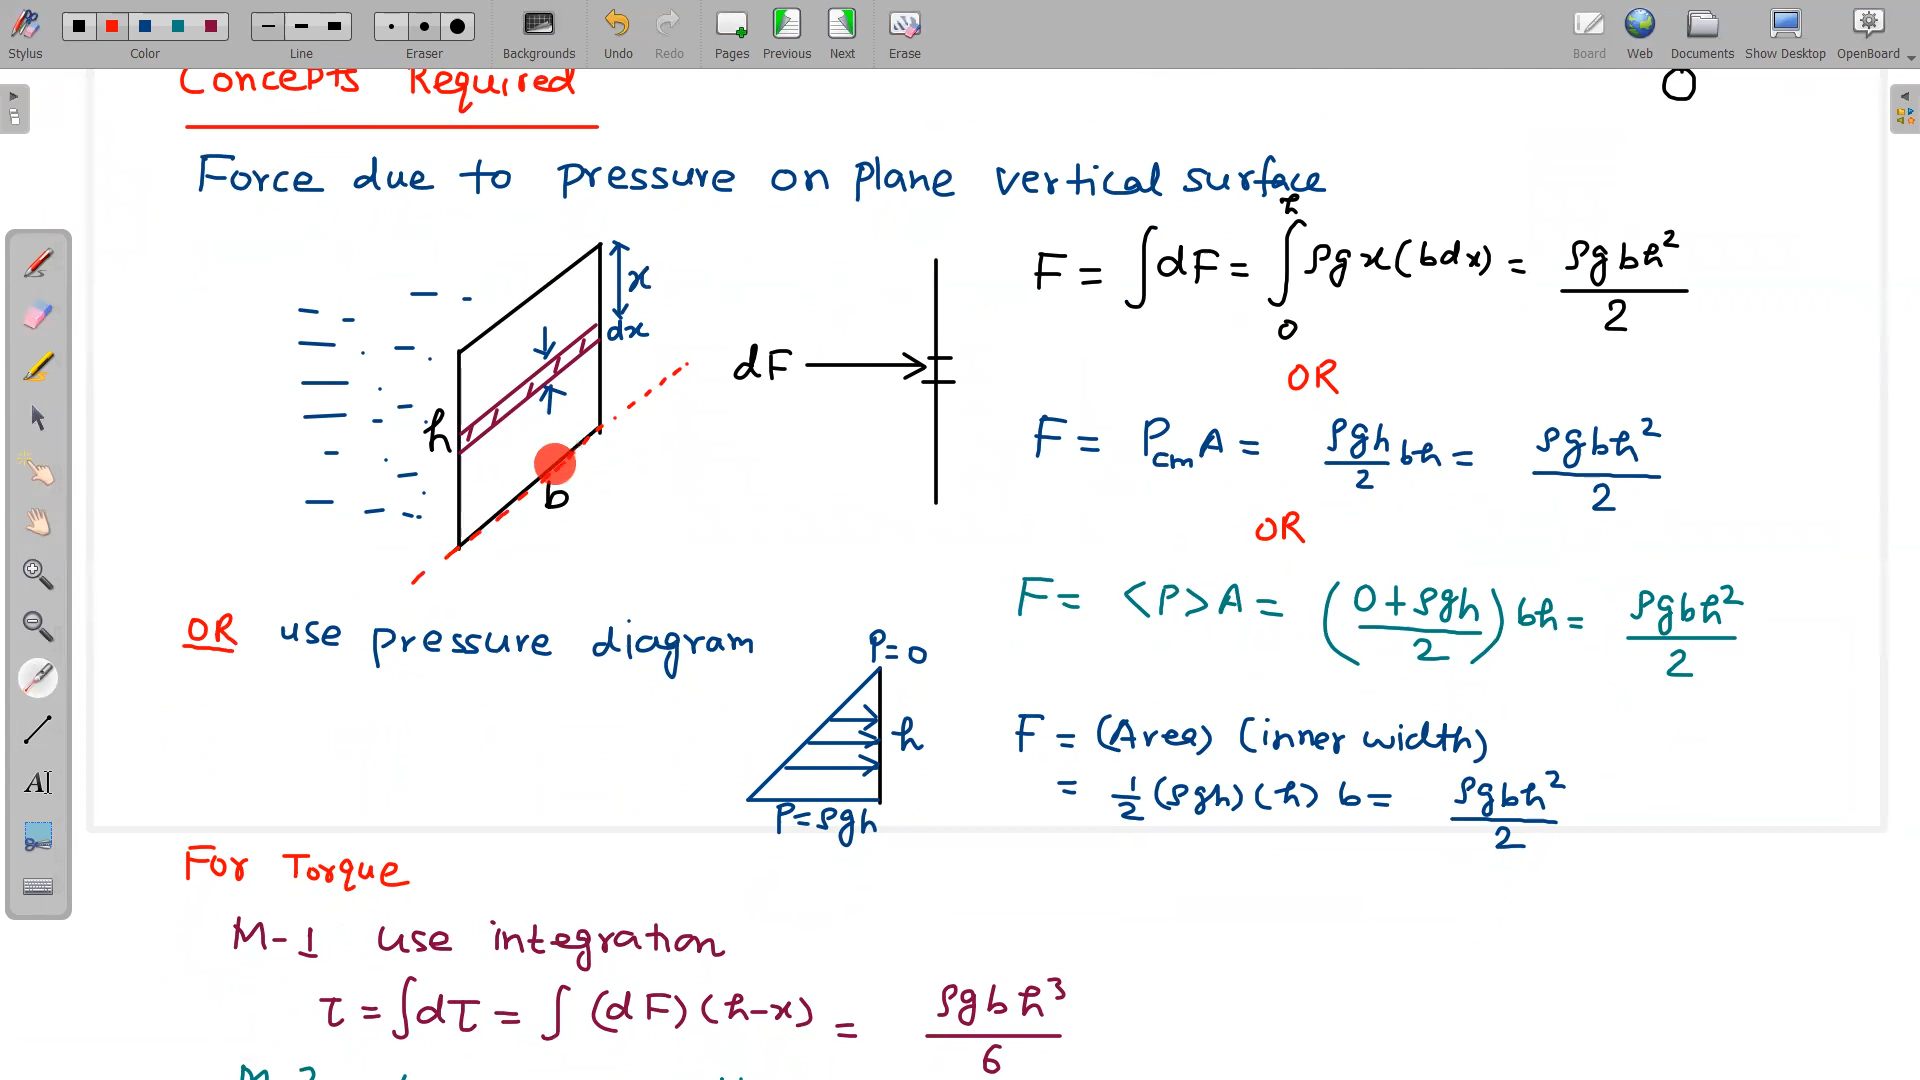 Stylus Color Line Eraser Backgrounds Undo Redo Pages Previous Next Erase Board Web Documents Show Desktop OpenBoard
Concepts Required
Force due to pressure on plane vertical surface
x
dx
h
b
dF
F = ∫dF = ∫₀ʰ ρgx(bdx) = ρgbh²/2
OR
F = P_cm A = ρgh/2 bh = ρgbh²/2
OR
F = <P>A = (0+ρgh/2) bh = ρgbh²/2
OR use pressure diagram
P=0
h
P=ρgh
F = (Area) (inner width)
= 1/2 (ρgh)(h) b = ρgbh²/2
For Torque
M-1 use integration
τ = ∫dτ = ∫(dF)(h-x) = ρgbh³/6